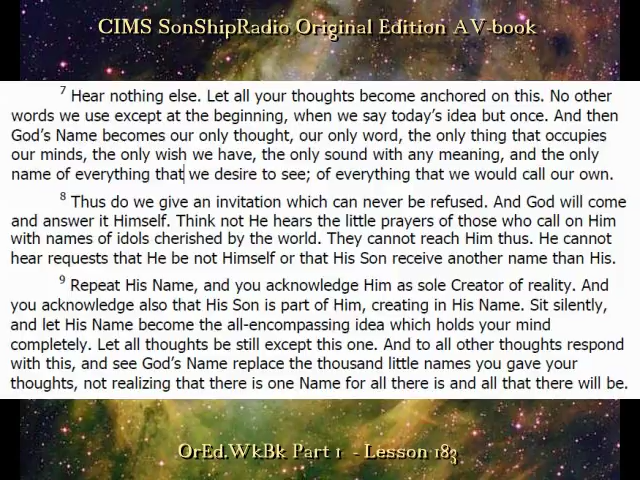 CIMS SonShipRadio Original Edition AV-book
7 Hear nothing else. Let all your thoughts become anchored on this. No other
words we use except at the beginning, when we say today's idea but once. And then
God's Name becomes our only thought, our only word, the only thing that occupies
our minds, the only wish we have, the only sound with any meaning, and the only
name of everything that we desire to see; of everything that we would call our own.
8 Thus do we give an invitation which can never be refused. And God will come
and answer it Himself. Think not He hears the little prayers of those who call on Him
with names of idols cherished by the world. They cannot reach Him thus. He cannot
hear requests that He be not Himself or that His Son receive another name than His.
9 Repeat His Name, and you acknowledge Him as sole Creator of reality. And
you acknowledge also that His Son is part of Him, creating in His Name. Sit silently,
and let His Name become the all-encompassing idea which holds your mind
completely. Let all thoughts be still except this one. And to all other thoughts respond
with this, and see God's Name replace the thousand little names you gave your
thoughts, not realizing that there is one Name for all there is and all that there will be.
OrEd.WkBk Part 1 - Lesson 183